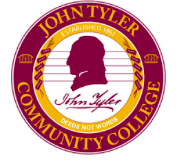 JOHN TYLER
ESTABLISHED 1967
John Tyler
DEEDS NOT WORDS
COMMUNITY COLLEGE